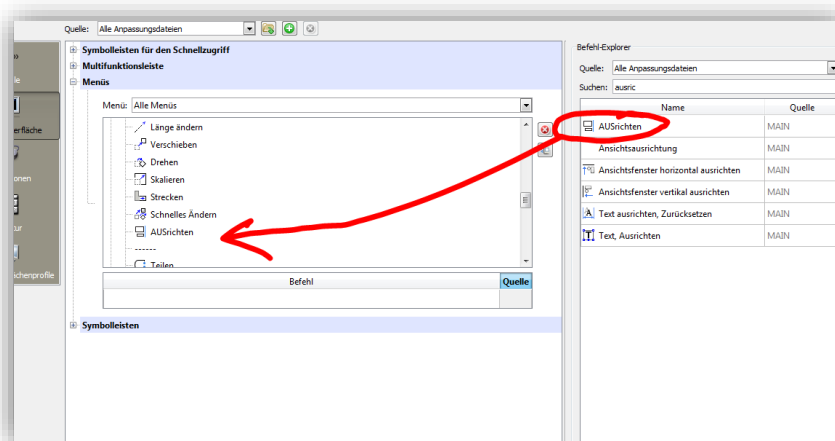 Quelle: Alle Anpassungsdateien
Symbolleisten für den Schnellzugriff
Multifunktionsleiste
Menüs
Menü: Alle Menüs
Länge ändern
Verschieben
Drehen
Skalieren
Strecken
Schnelles Ändern
AUSrichten
------
Teilen
Befehl Quelle
Symbolleisten
erfläche
onen
ichenprofile
Befehl-Explorer
Quelle: Alle Anpassungsdateien
Suchen: ausric
Name Quelle
AUSrichten MAIN
Ansichtsausrichtung MAIN
Ansichtsfenster horizontal ausrichten MAIN
Ansichtsfenster vertikal ausrichten MAIN
Text ausrichten, Zurücksetzen MAIN
Text, Ausrichten MAIN